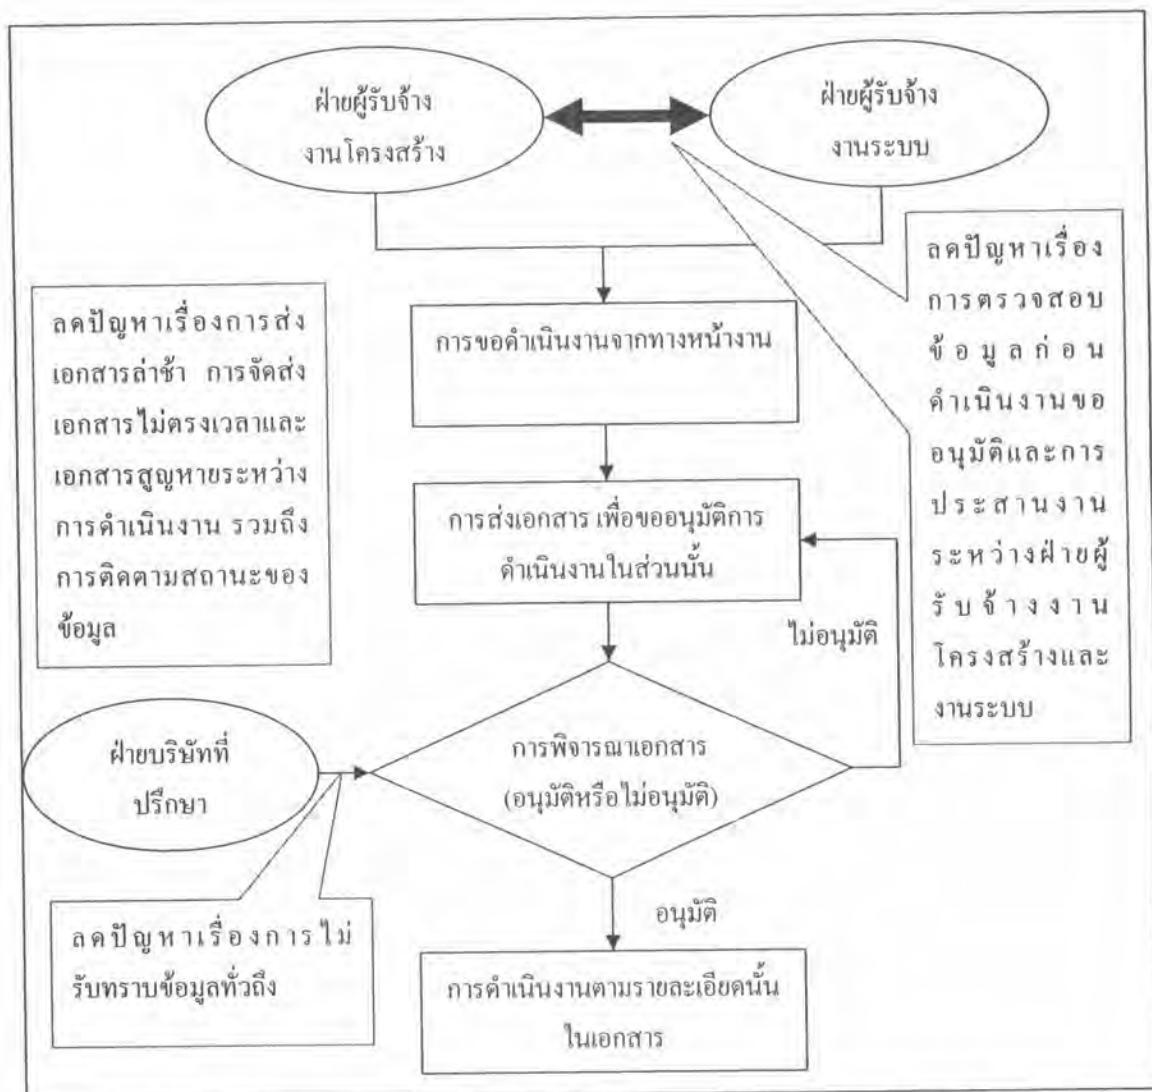 ฝ่ายผู้รับจ้าง
งานโครงสร้าง
ฝ่ายผู้รับจ้าง
งานระบบ
ลดปัญหาเรื่อง
การตรวจสอบ
ข้อมูลก่อน
ดำเนินงานขอ
อนุมัติและการ
ประสานงาน
ระหว่างฝ่ายผู้
รับจ้างงาน
โครงสร้างและ
งานระบบ
ลดปัญหาเรื่องการส่ง
เอกสารล่าช้า การจัดส่ง
เอกสารไม่ตรงเวลาและ
เอกสารสูญหายระหว่าง
การดำเนินงาน รวมถึง
การติดตามสถานะของ
ข้อมูล
การขอดำเนินงานจากทางหน้างาน
การส่งเอกสาร เพื่อขออนุมัติการ
ดำเนินงานในส่วนนั้น
ไม่อนุมัติ
ฝ่ายบริษัทที่
ปรึกษา
การพิจารณาเอกสาร
(อนุมัติหรือไม่อนุมัติ)
อนุมัติ
ลดปัญหาเรื่องการไม่
รับทราบข้อมูลทั่วถึง
การดำเนินงานตามรายละเอียดนั้น
ในเอกสาร